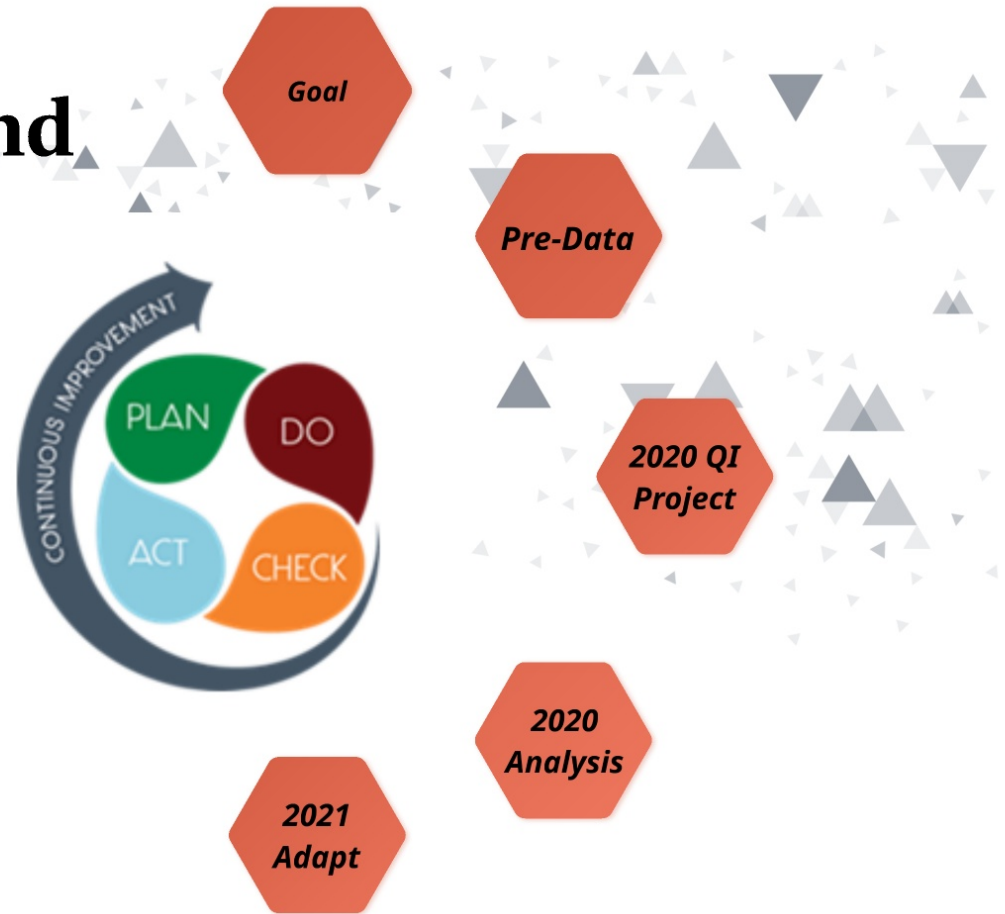 nd
Goal
Pre-Data
CONTINUOUS IMPROVEMENT
PLAN
DO
ACT
CHECK
2020 QI
Project
2020
Analysis
2021
Adapt